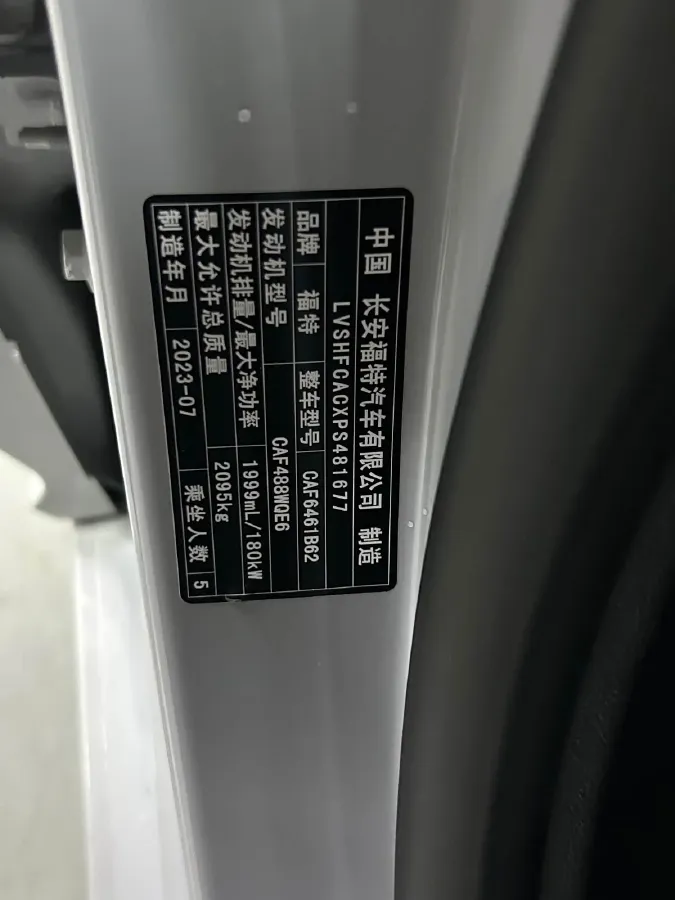 中国 长安福特汽车有限公司 制造
LVSHFCACXPS481677
品牌 福特 整车型号 CAF6461B62
发动机型号 CAF488WQE6
发动机排量/最大净功率 1999mL/180kW
最大允许总质量 2095kg
制造年月 2023-07 乘坐人数 5